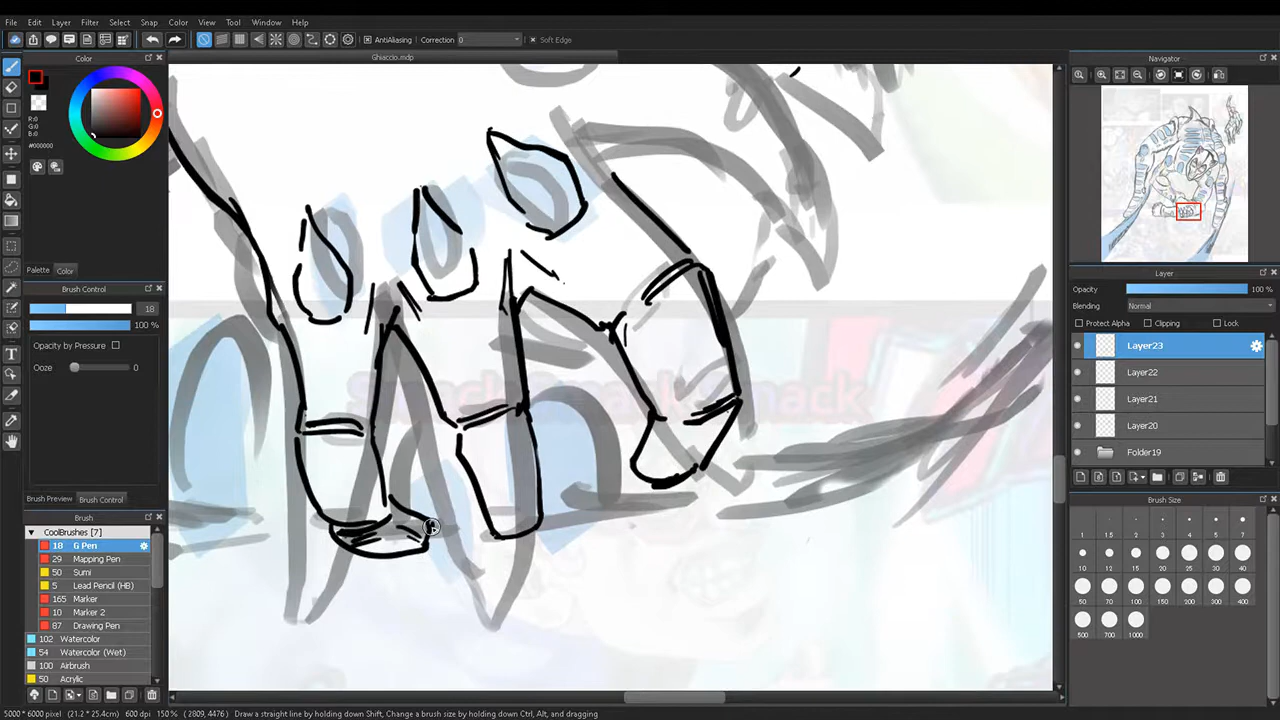 File Edit Layer Filter Select Snap Color View Tool Window Help
AntiAliasing Correction 0 Soft Edge
Ghiaccio.mdp
Color
R:0
G:0
B:0
#000000
Palette Color
Brush Control
18
100 %
Opacity by Pressure
Ooze 0
Brush Preview Brush Control
Brush
CoolBrushes [7]
18 G Pen
29 Mapping Pen
50 Sumi
5 Lead Pencil (HB)
165 Marker
10 Marker 2
87 Drawing Pen
102 Watercolor
54 Watercolor (Wet)
100 Airbrush
50 Acrylic
Smack Smack Smack
Navigator
Layer
Opacity 100 %
Blending Normal
Protect Alpha Clipping Lock
Layer23
Layer22
Layer21
Layer20
Folder19
Brush Size
1 1.5 2 3 4 5 7
10 12 15 20 25 30 40
50 70 100 150 200 300 400
500 700 1000
5000 * 6000 pixel (21.2 * 25.4cm) 600 dpi 150 % ( 2809, 4476 ) Draw a straight line by holding down Shift, Change a brush size by holding down Ctrl, Alt, and dragging